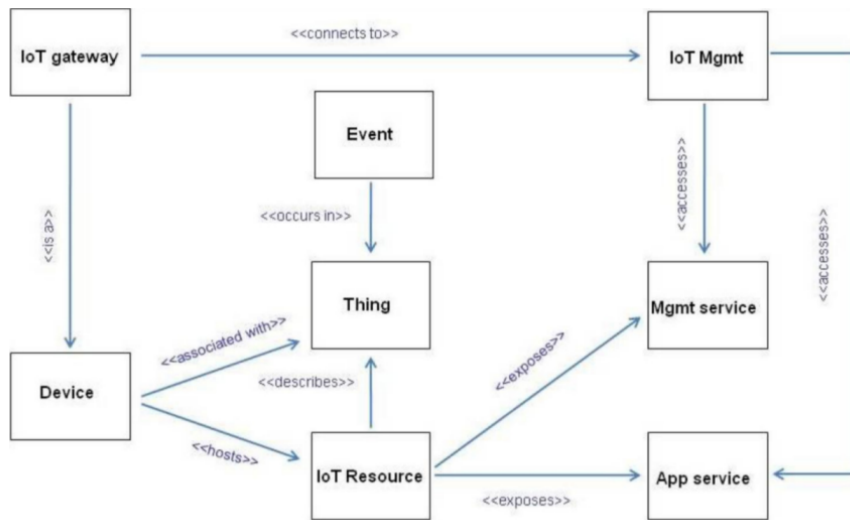 <<connects to>>
IoT gateway
IoT Mgmt
Event
<<accesses>>
<<is a>>
<<occurs in>>
<<accesses>>
Thing
Mgmt service
<<associated with>>
<<exposes>>
Device
<<describes>>
<<hosts>>
IoT Resource
App service
<<exposes>>